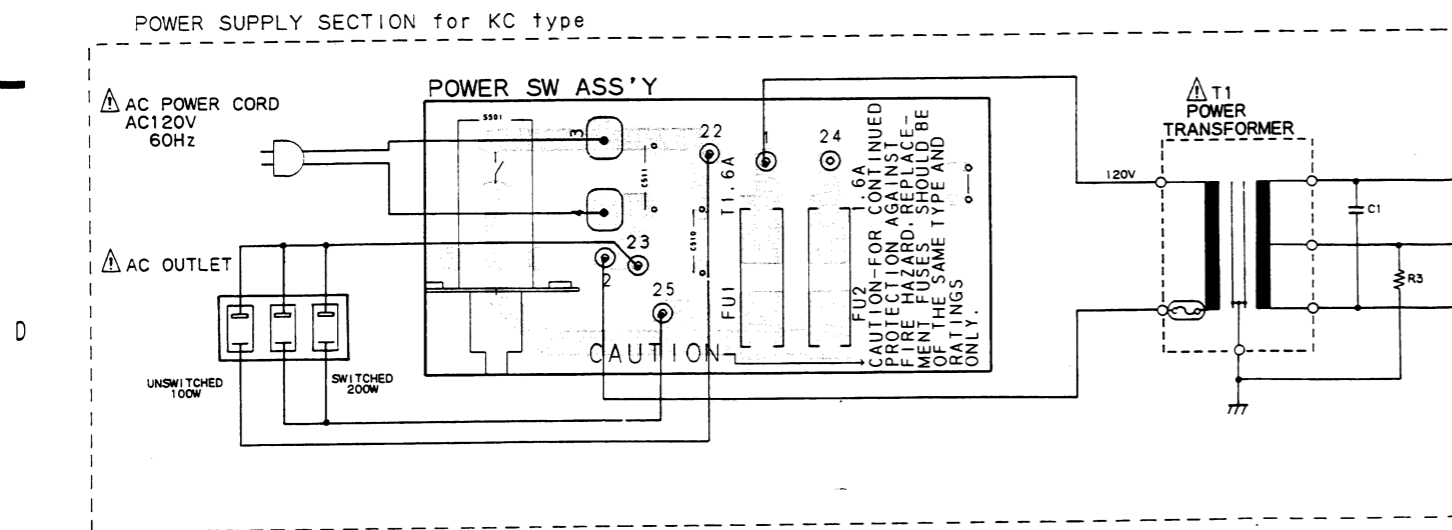 POWER SUPPLY SECTION for KC type
POWER SW ASS'Y
AC POWER CORD
AC120V
60Hz
S501
3
22
1
24
T1
POWER
TRANSFORMER
120V
C511
T1.6A
1.6A
C510
C1
R3
AC OUTLET
23
2
25
FU1
FU2
CAUTION
CAUTION-FOR CONTINUED
PROTECTION AGAINST
FIRE HAZARD, REPLACE-
MENT FUSES SHOULD BE
OF THE SAME TYPE AND
RATINGS
ONLY.
D
UNSWITCHED
100W
SWITCHED
200W